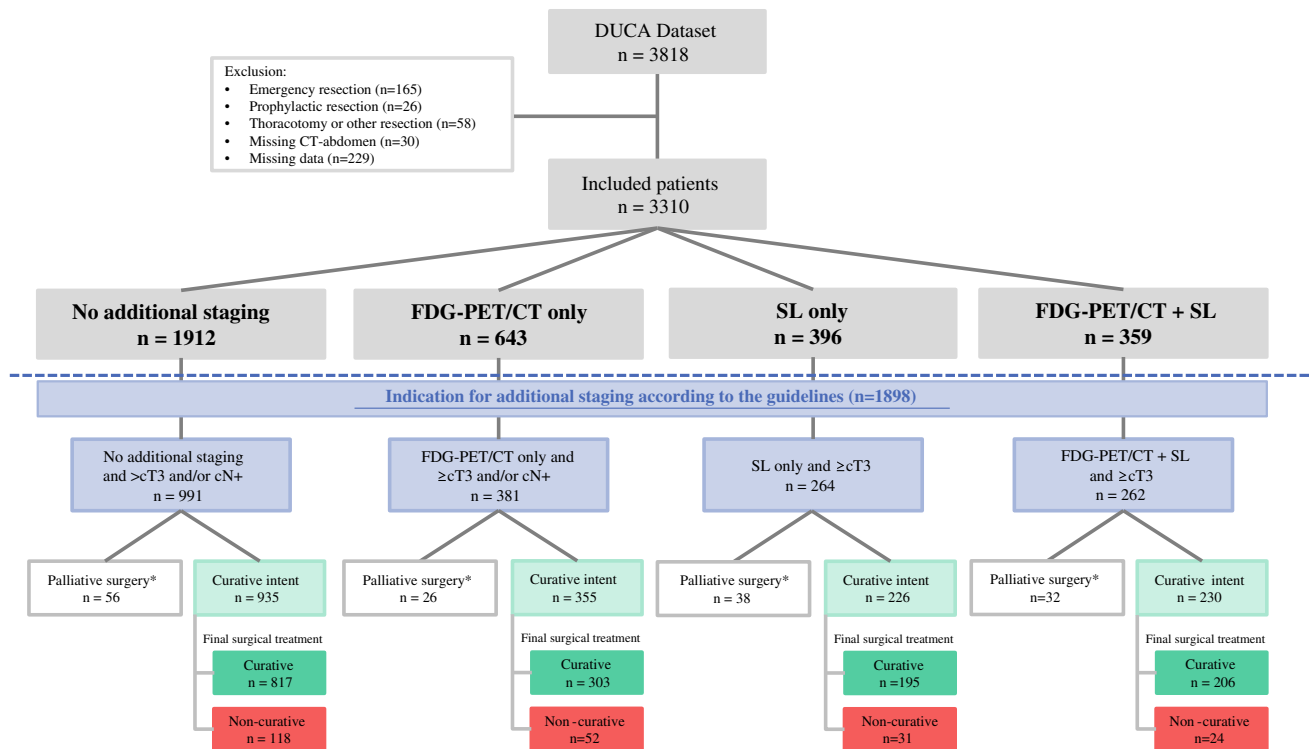 DUCA Dataset
n = 3818
Exclusion:
• Emergency resection (n=165)
• Prophylactic resection (n=26)
• Thoracotomy or other resection (n=58)
• Missing CT-abdomen (n=30)
• Missing data (n=229)
Included patients
n = 3310
No additional staging
n = 1912
FDG-PET/CT only
n = 643
SL only
n = 396
FDG-PET/CT + SL
n = 359
Indication for additional staging according to the guidelines (n=1898)
No additional staging
and >cT3 and/or cN+
n = 991
FDG-PET/CT only and
≥cT3 and/or cN+
n = 381
SL only and ≥cT3
n = 264
FDG-PET/CT + SL
and ≥cT3
n = 262
Palliative surgery*
n = 56
Curative intent
n = 935
Palliative surgery*
n = 26
Curative intent
n = 355
Palliative surgery*
n = 38
Curative intent
n = 226
Palliative surgery*
n=32
Curative intent
n = 230
Final surgical treatment
Curative
n = 817
Non-curative
n = 118
Final surgical treatment
Curative
n = 303
Non-curative
n=52
Final surgical treatment
Curative
n =195
Non-curative
n=31
Final surgical treatment
Curative
n = 206
Non-curative
n=24